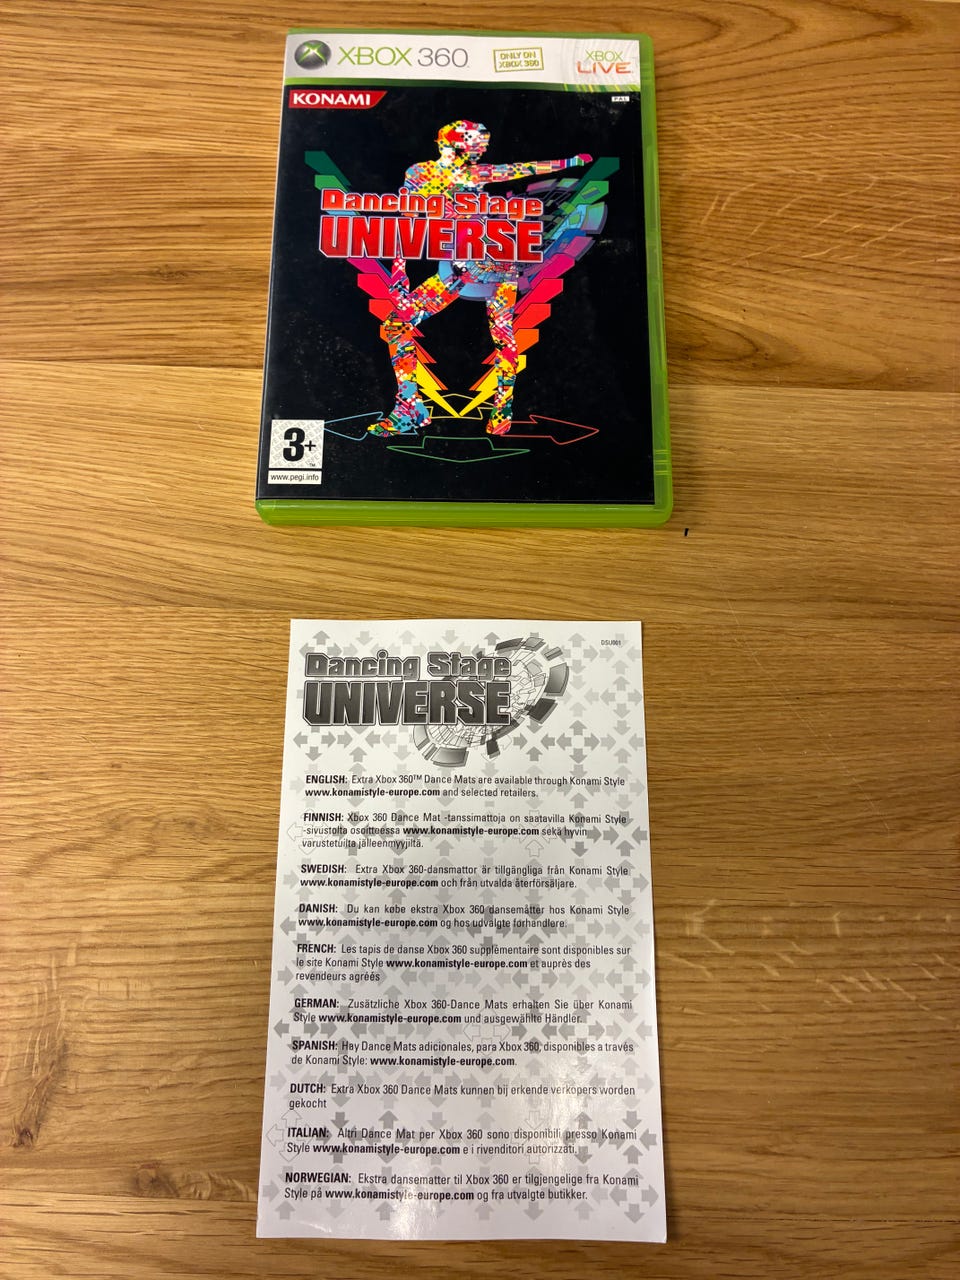 XBOX 360
ONLY ON
XBOX 360
XBOX
LIVE
KONAMI
PAL
Dancing Stage
UNIVERSE
3+
™
www.pegi.info
DSU001
Dancing Stage
UNIVERSE
ENGLISH: Extra Xbox 360™ Dance Mats are available through Konami Style
www.konamistyle-europe.com and selected retailers.
FINNISH: Xbox 360 Dance Mat -tanssimattoja on saatavilla Konami Style
-sivustolta osoitteessa www.konamistyle-europe.com sekä hyvin
varustetuilta jälleenmyyjiltä.
SWEDISH: Extra Xbox 360-dansmattor är tillgängliga från Konami Style
www.konamistyle-europe.com och från utvalda återförsäljare.
DANISH: Du kan købe ekstra Xbox 360 dansemåtter hos Konami Style
www.konamistyle-europe.com og hos udvalgte forhandlere.
FRENCH: Les tapis de danse Xbox 360 supplémentaire sont disponibles sur
le site Konami Style www.konamistyle-europe.com et auprès des
revendeurs agréés
GERMAN: Zusätzliche Xbox 360-Dance Mats erhalten Sie über Konami
Style www.konamistyle-europe.com und ausgewählte Händler.
SPANISH: Hay Dance Mats adicionales, para Xbox 360, disponibles a través
de Konami Style: www.konamistyle-europe.com.
DUTCH: Extra Xbox 360 Dance Mats kunnen bij erkende verkopers worden
gekocht
ITALIAN: Altri Dance Mat per Xbox 360 sono disponibili presso Konami
Style www.konamistyle-europe.com e i rivenditori autorizzati.
NORWEGIAN: Ekstra dansematter til Xbox 360 er tilgjengelige fra Konami
Style på www.konamistyle-europe.com og fra utvalgte butikker.